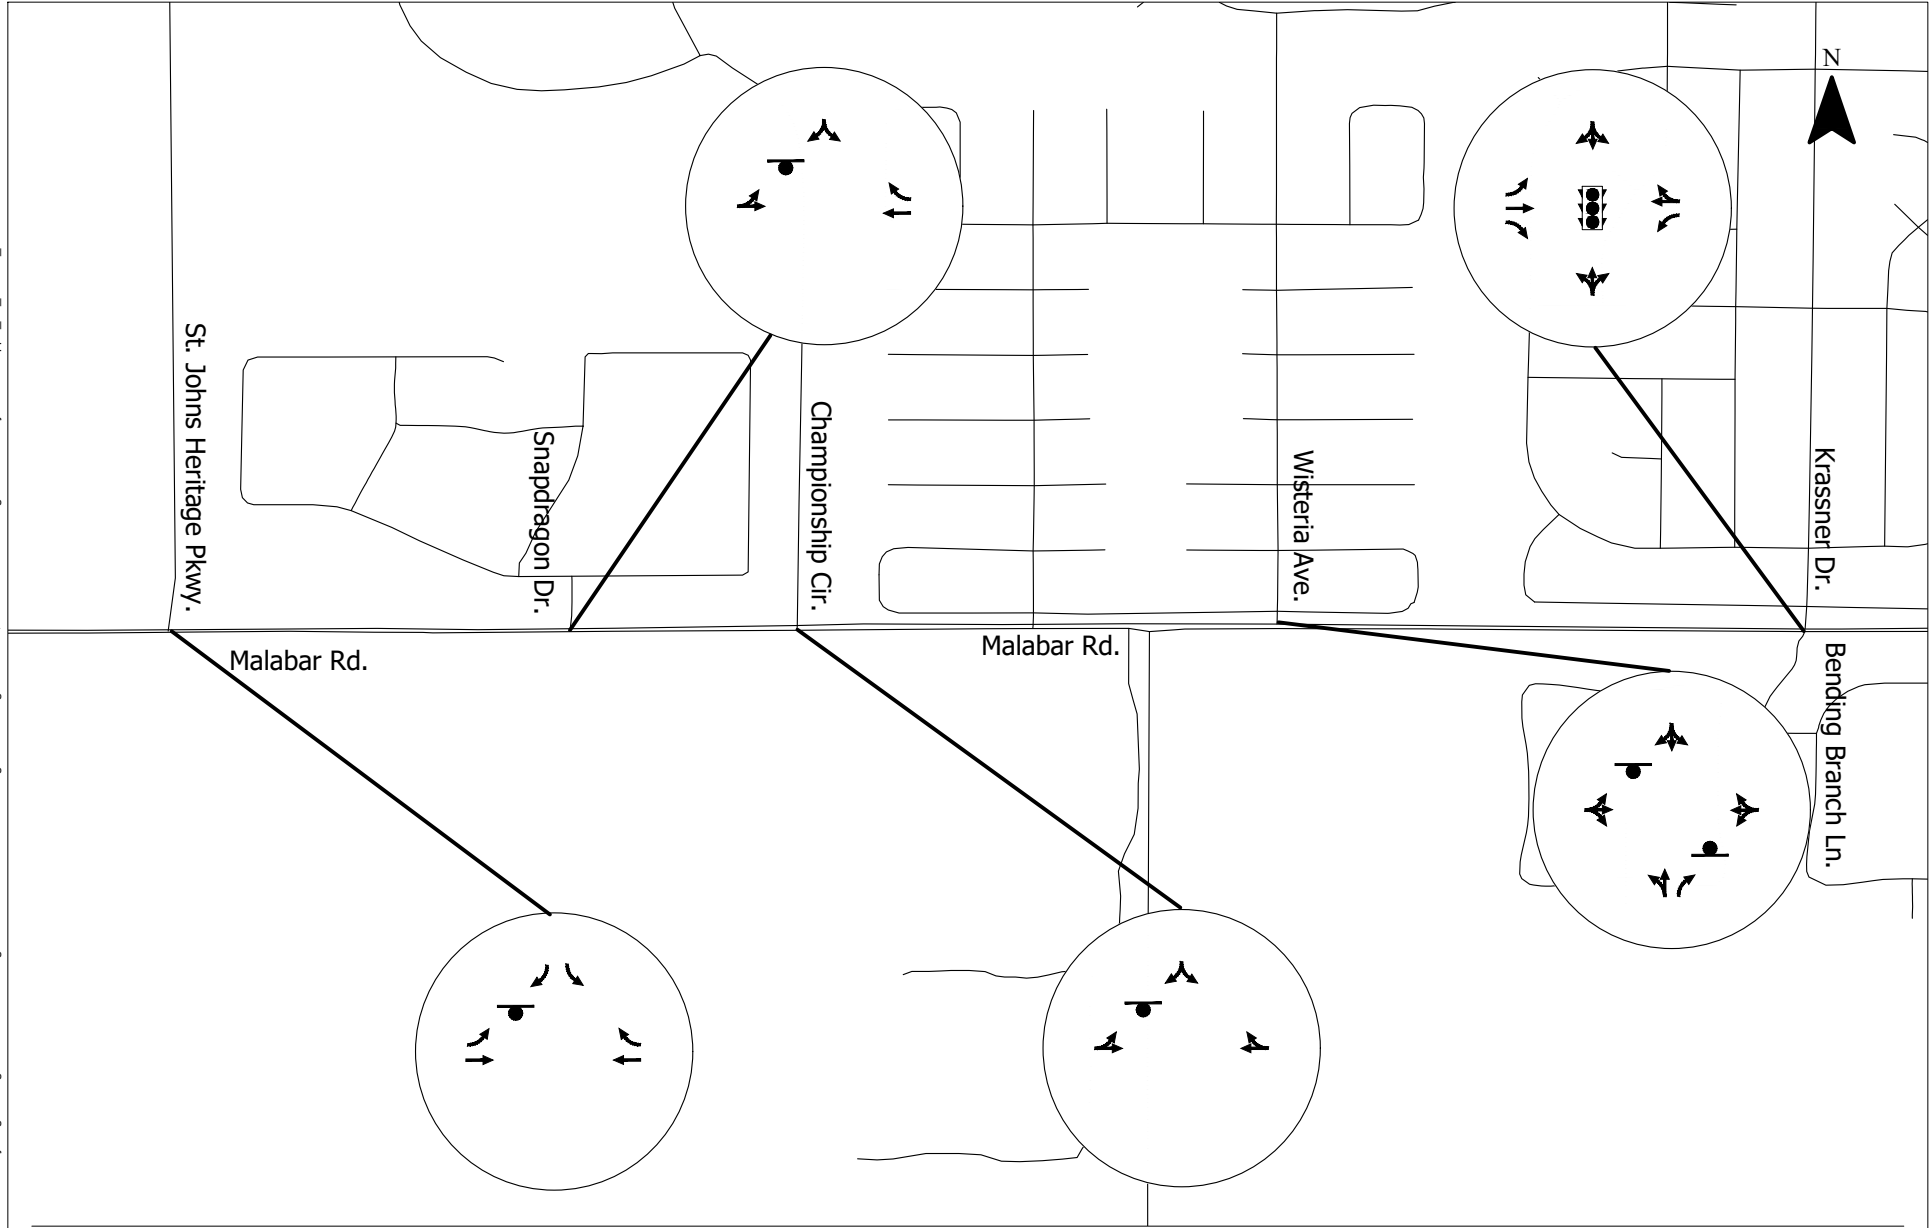 N
St. Johns Heritage Pkwy.
Snapdragon Dr.
Championship Cir.
Wisteria Ave.
Krassner Dr.
Malabar Rd.
Malabar Rd.
Bending Branch Ln.